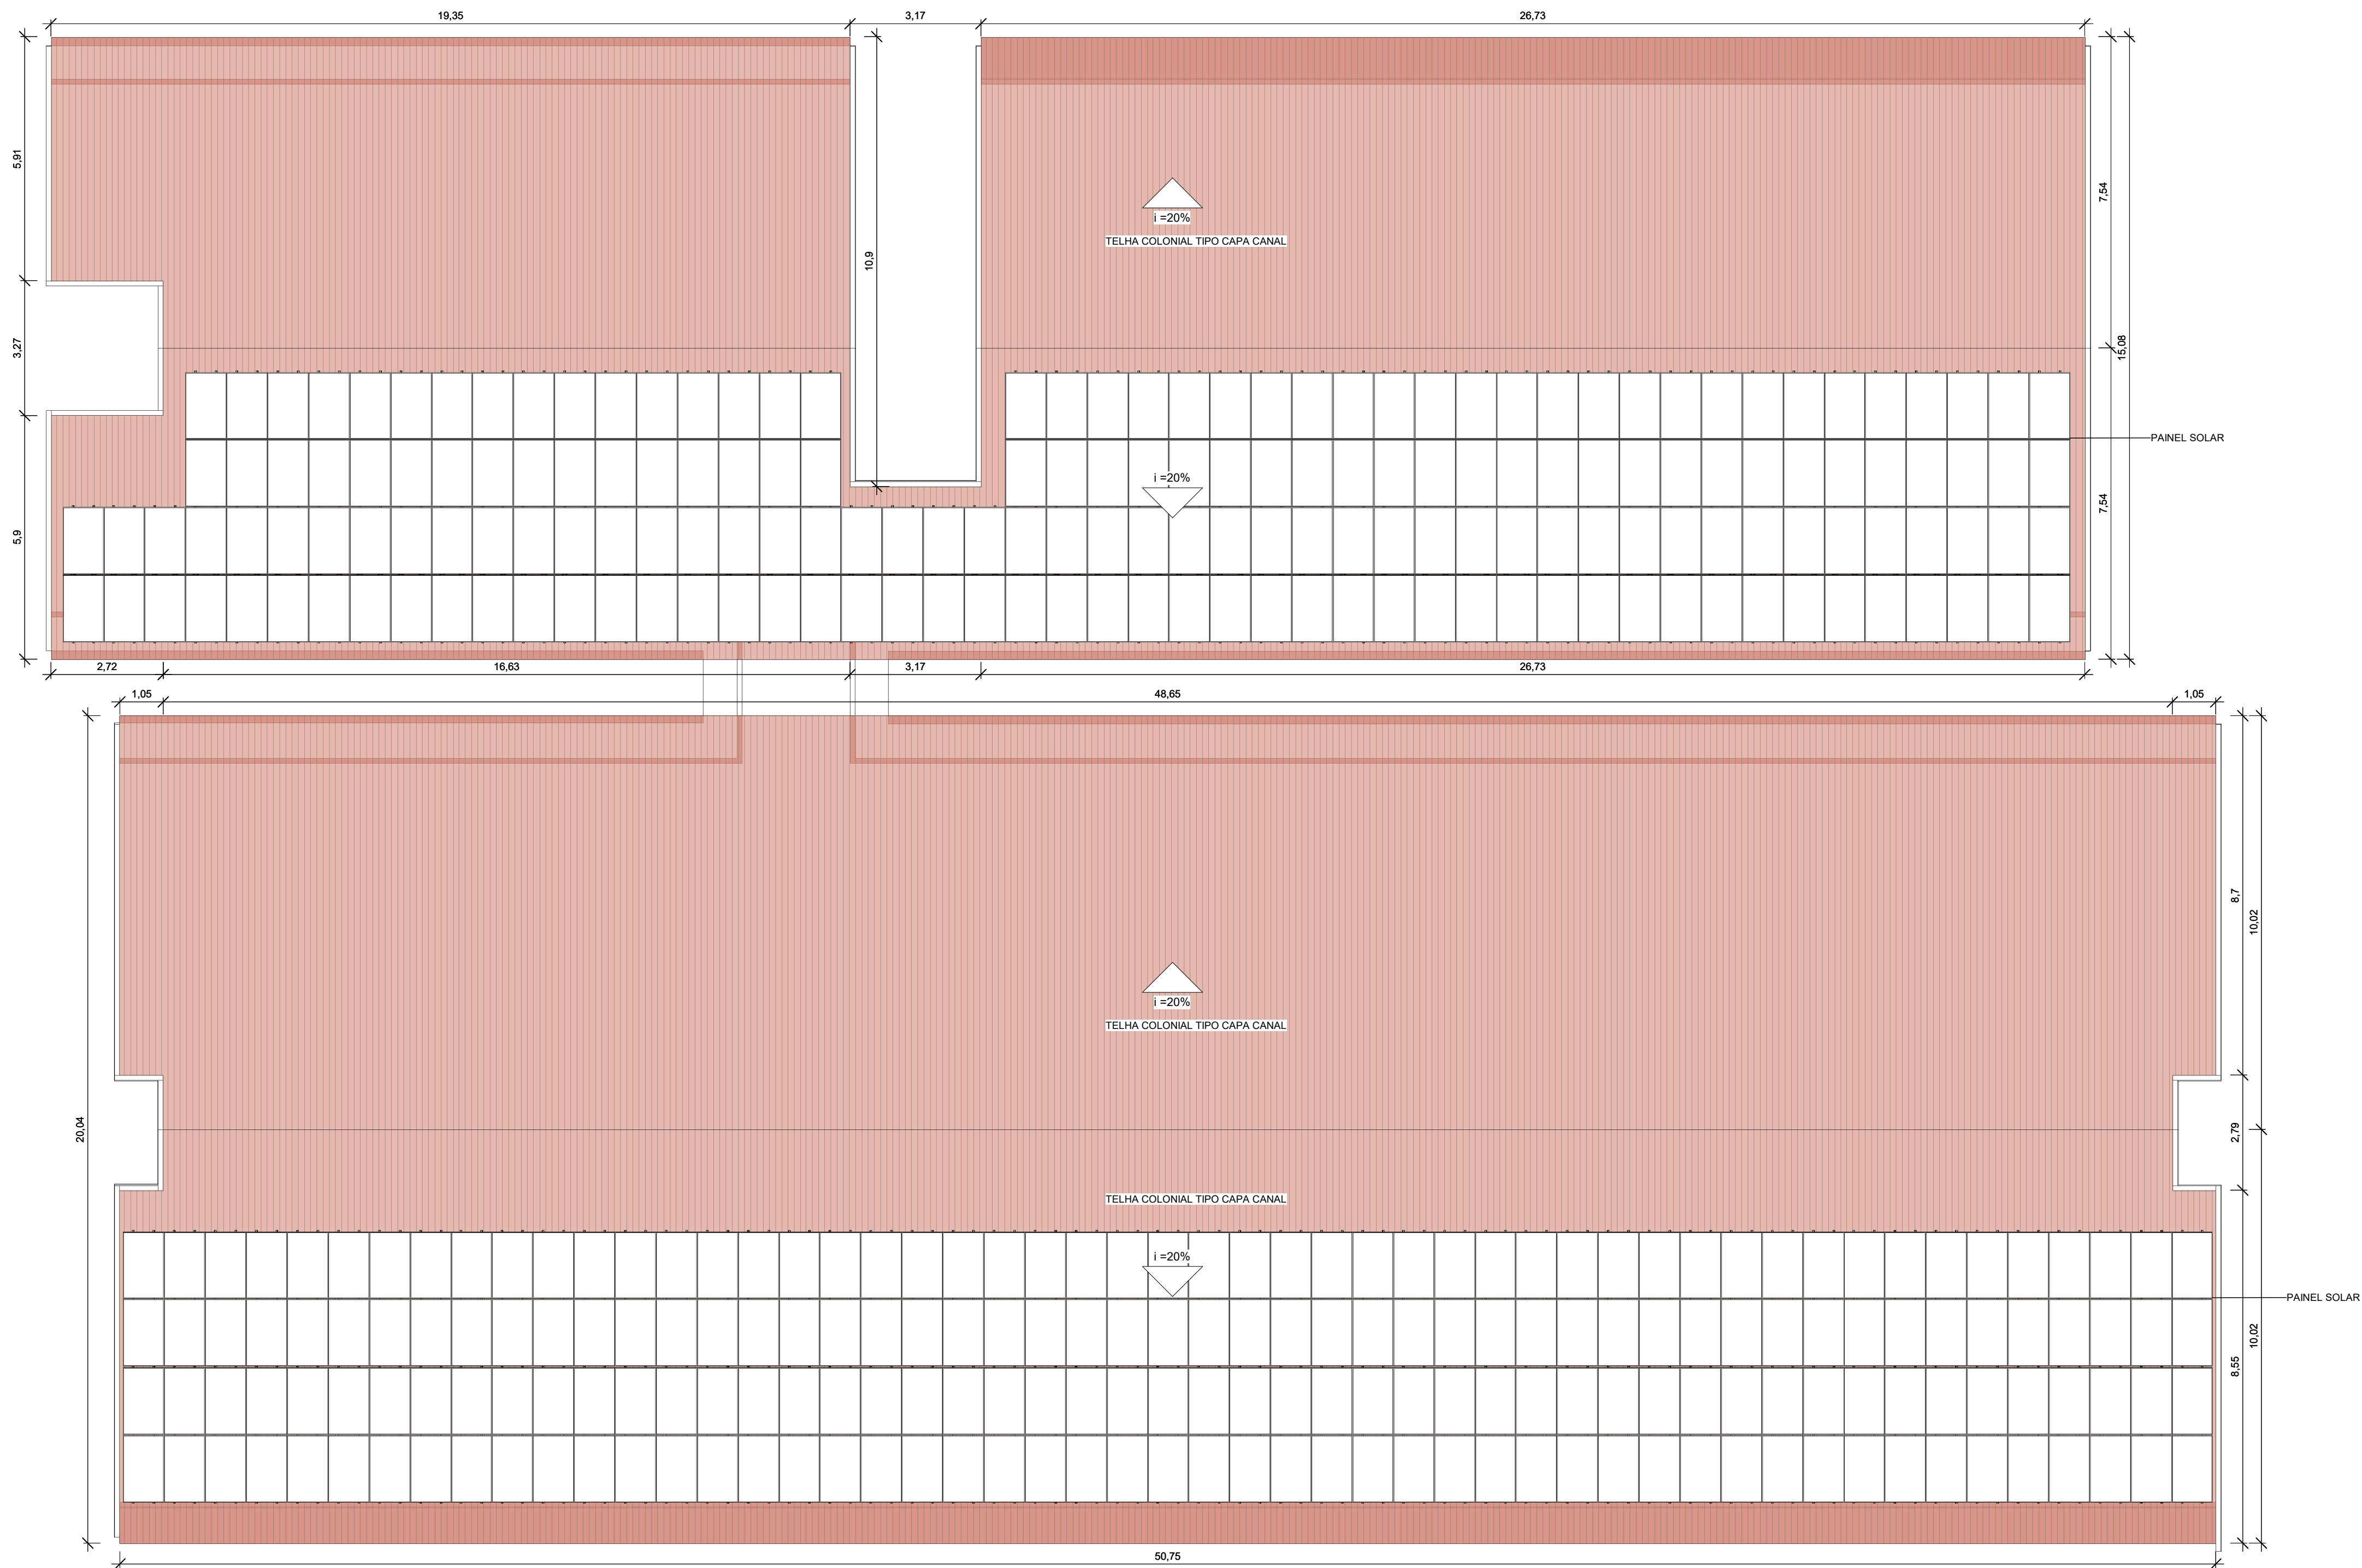 19,35
3,17
26,73
5,91
3,27
5,9
10,9
i =20%
TELHA COLONIAL TIPO CAPA CANAL
7,54
15,08
PAINEL SOLAR
i =20%
7,54
2,72
16,63
3,17
26,73
1,05
48,65
1,05
8,7
10,02
i =20%
TELHA COLONIAL TIPO CAPA CANAL
20,04
2,79
TELHA COLONIAL TIPO CAPA CANAL
i =20%
PAINEL SOLAR
10,02
8,55
50,75